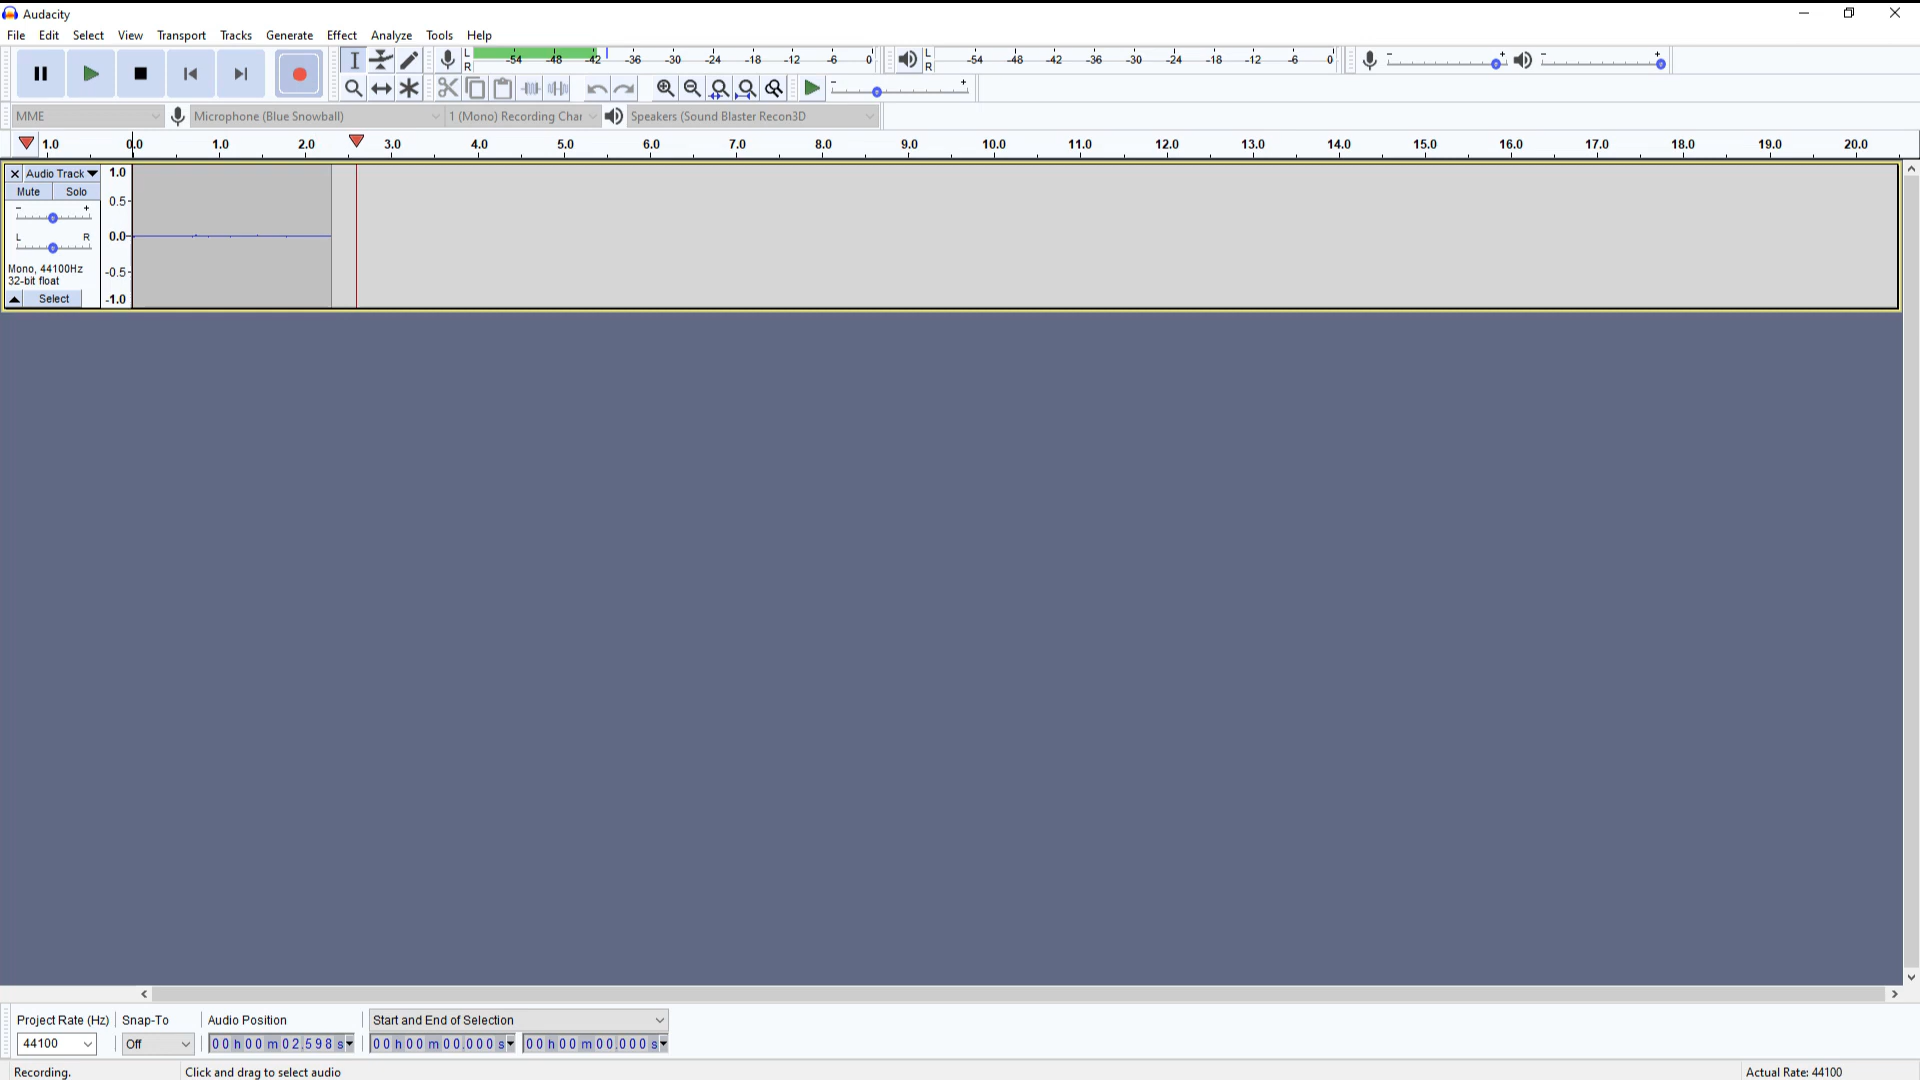 Audacity
File Edit Select View Transport Tracks Generate Effect Analyze Tools Help
L R -54 -48 -42 -36 -30 -24 -18 -12 -6 0 L R -54 -48 -42 -36 -30 -24 -18 -12 -6 0 - + - +
- +
MME Microphone (Blue Snowball) 1 (Mono) Recording Char Speakers (Sound Blaster Recon3D
1.0 0.0 1.0 2.0 3.0 4.0 5.0 6.0 7.0 8.0 9.0 10.0 11.0 12.0 13.0 14.0 15.0 16.0 17.0 18.0 19.0 20.0
X Audio Track 1.0
Mute Solo
0.5
- +
L R 0.0
Mono, 44100Hz -0.5
32-bit float
Select -1.0
Project Rate (Hz) Snap-To Audio Position Start and End of Selection
44100 Off 00 h 00 m 02.598 s 00 h 00 m 00.000 s 00 h 00 m 00.000 s
Recording. Click and drag to select audio Actual Rate: 44100